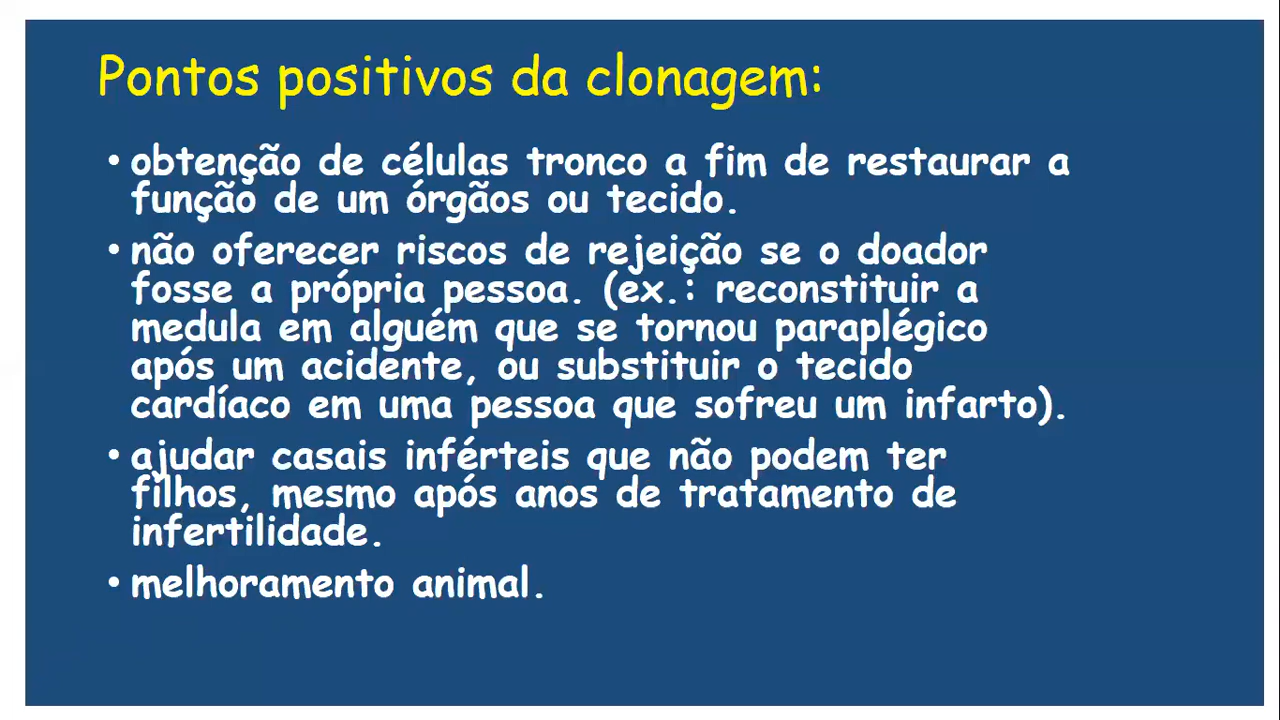 Pontos positivos da clonagem:
• obtenção de células tronco a fim de restaurar a
função de um órgãos ou tecido.
• não oferecer riscos de rejeição se o doador
fosse a própria pessoa. (ex.: reconstituir a
medula em alguém que se tornou paraplégico
após um acidente, ou substituir o tecido
cardíaco em uma pessoa que sofreu um infarto).
• ajudar casais inférteis que não podem ter
filhos, mesmo após anos de tratamento de
infertilidade.
• melhoramento animal.